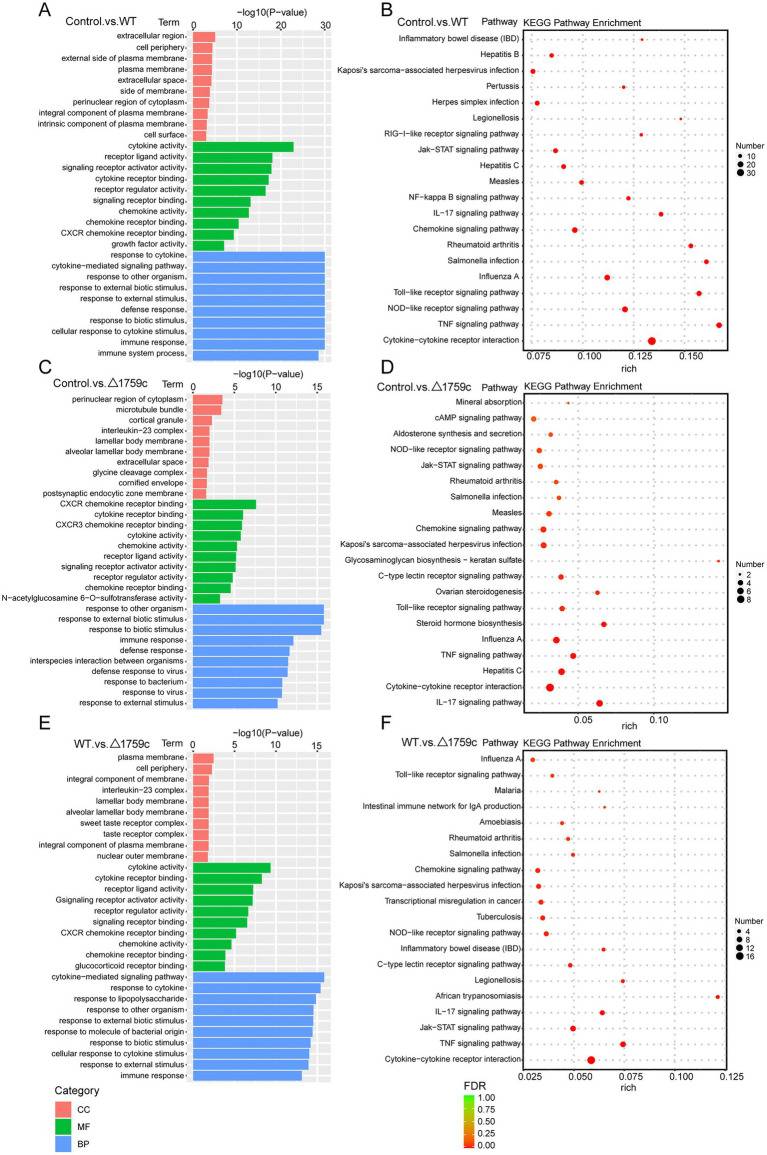 A
Control.vs.WT Term
−log10(P−value)
0 10 20 30
extracellular region
cell periphery
external side of plasma membrane
plasma membrane
extracellular space
side of membrane
perinuclear region of cytoplasm
integral component of plasma membrane
intrinsic component of plasma membrane
cell surface
cytokine activity
receptor ligand activity
signaling receptor activator activity
cytokine receptor binding
receptor regulator activity
signaling receptor binding
chemokine activity
chemokine receptor binding
CXCR chemokine receptor binding
growth factor activity
response to cytokine
cytokine−mediated signaling pathway
response to other organism
response to external biotic stimulus
response to external stimulus
defense response
response to biotic stimulus
cellular response to cytokine stimulus
immune response
immune system process
B
Control.vs.WT Pathway KEGG Pathway Enrichment
Inflammatory bowel disease (IBD)
Hepatitis B
Kaposi's sarcoma−associated herpesvirus infection
Pertussis
Herpes simplex infection
Legionellosis
RIG−I−like receptor signaling pathway
Jak−STAT signaling pathway
Hepatitis C
Measles
NF−kappa B signaling pathway
IL−17 signaling pathway
Chemokine signaling pathway
Rheumatoid arthritis
Salmonella infection
Influenza A
Toll−like receptor signaling pathway
NOD−like receptor signaling pathway
TNF signaling pathway
Cytokine−cytokine receptor interaction
0.075 0.100 0.125 0.150
rich
Number
10
20
30
C
Control.vs.△1759c Term
−log10(P−value)
0 5 10 15
perinuclear region of cytoplasm
microtubule bundle
cortical granule
interleukin−23 complex
lamellar body membrane
alveolar lamellar body membrane
extracellular space
glycine cleavage complex
cornified envelope
postsynaptic endocytic zone membrane
CXCR chemokine receptor binding
cytokine receptor binding
CXCR3 chemokine receptor binding
cytokine activity
chemokine activity
receptor ligand activity
signaling receptor activator activity
receptor regulator activity
chemokine receptor binding
N−acetylglucosamine 6−O−sulfotransferase activity
response to other organism
response to external biotic stimulus
response to biotic stimulus
immune response
defense response
interspecies interaction between organisms
defense response to virus
response to bacterium
response to virus
response to external stimulus
D
Control.vs.△1759c Pathway KEGG Pathway Enrichment
Mineral absorption
cAMP signaling pathway
Aldosterone synthesis and secretion
NOD−like receptor signaling pathway
Jak−STAT signaling pathway
Rheumatoid arthritis
Salmonella infection
Measles
Chemokine signaling pathway
Kaposi's sarcoma−associated herpesvirus infection
Glycosaminoglycan biosynthesis − keratan sulfate
C−type lectin receptor signaling pathway
Ovarian steroidogenesis
Toll−like receptor signaling pathway
Steroid hormone biosynthesis
Influenza A
TNF signaling pathway
Hepatitis C
Cytokine−cytokine receptor interaction
IL−17 signaling pathway
0.05 0.10
rich
Number
2
4
6
8
E
WT.vs.△1759c Term
−log10(P−value)
0 5 10 15
plasma membrane
cell periphery
integral component of membrane
interleukin−23 complex
lamellar body membrane
alveolar lamellar body membrane
sweet taste receptor complex
taste receptor complex
integral component of plasma membrane
nuclear outer membrane
cytokine activity
cytokine receptor binding
receptor ligand activity
Gsignaling receptor activator activity
receptor regulator activity
signaling receptor binding
CXCR chemokine receptor binding
chemokine activity
chemokine receptor binding
glucocorticoid receptor binding
cytokine−mediated signaling pathway
response to cytokine
response to lipopolysaccharide
response to other organism
response to external biotic stimulus
response to molecule of bacterial origin
response to biotic stimulus
cellular response to cytokine stimulus
response to external stimulus
immune response
F
WT.vs.△1759c Pathway KEGG Pathway Enrichment
Influenza A
Toll−like receptor signaling pathway
Malaria
Intestinal immune network for IgA production
Amoebiasis
Rheumatoid arthritis
Salmonella infection
Chemokine signaling pathway
Kaposi's sarcoma−associated herpesvirus infection
Transcriptional misregulation in cancer
Tuberculosis
NOD−like receptor signaling pathway
Inflammatory bowel disease (IBD)
C−type lectin receptor signaling pathway
Legionellosis
African trypanosomiasis
IL−17 signaling pathway
Jak−STAT signaling pathway
TNF signaling pathway
Cytokine−cytokine receptor interaction
0.025 0.050 0.075 0.100 0.125
rich
Number
4
8
12
16
Category
CC
MF
BP
FDR
1.00
0.75
0.50
0.25
0.00